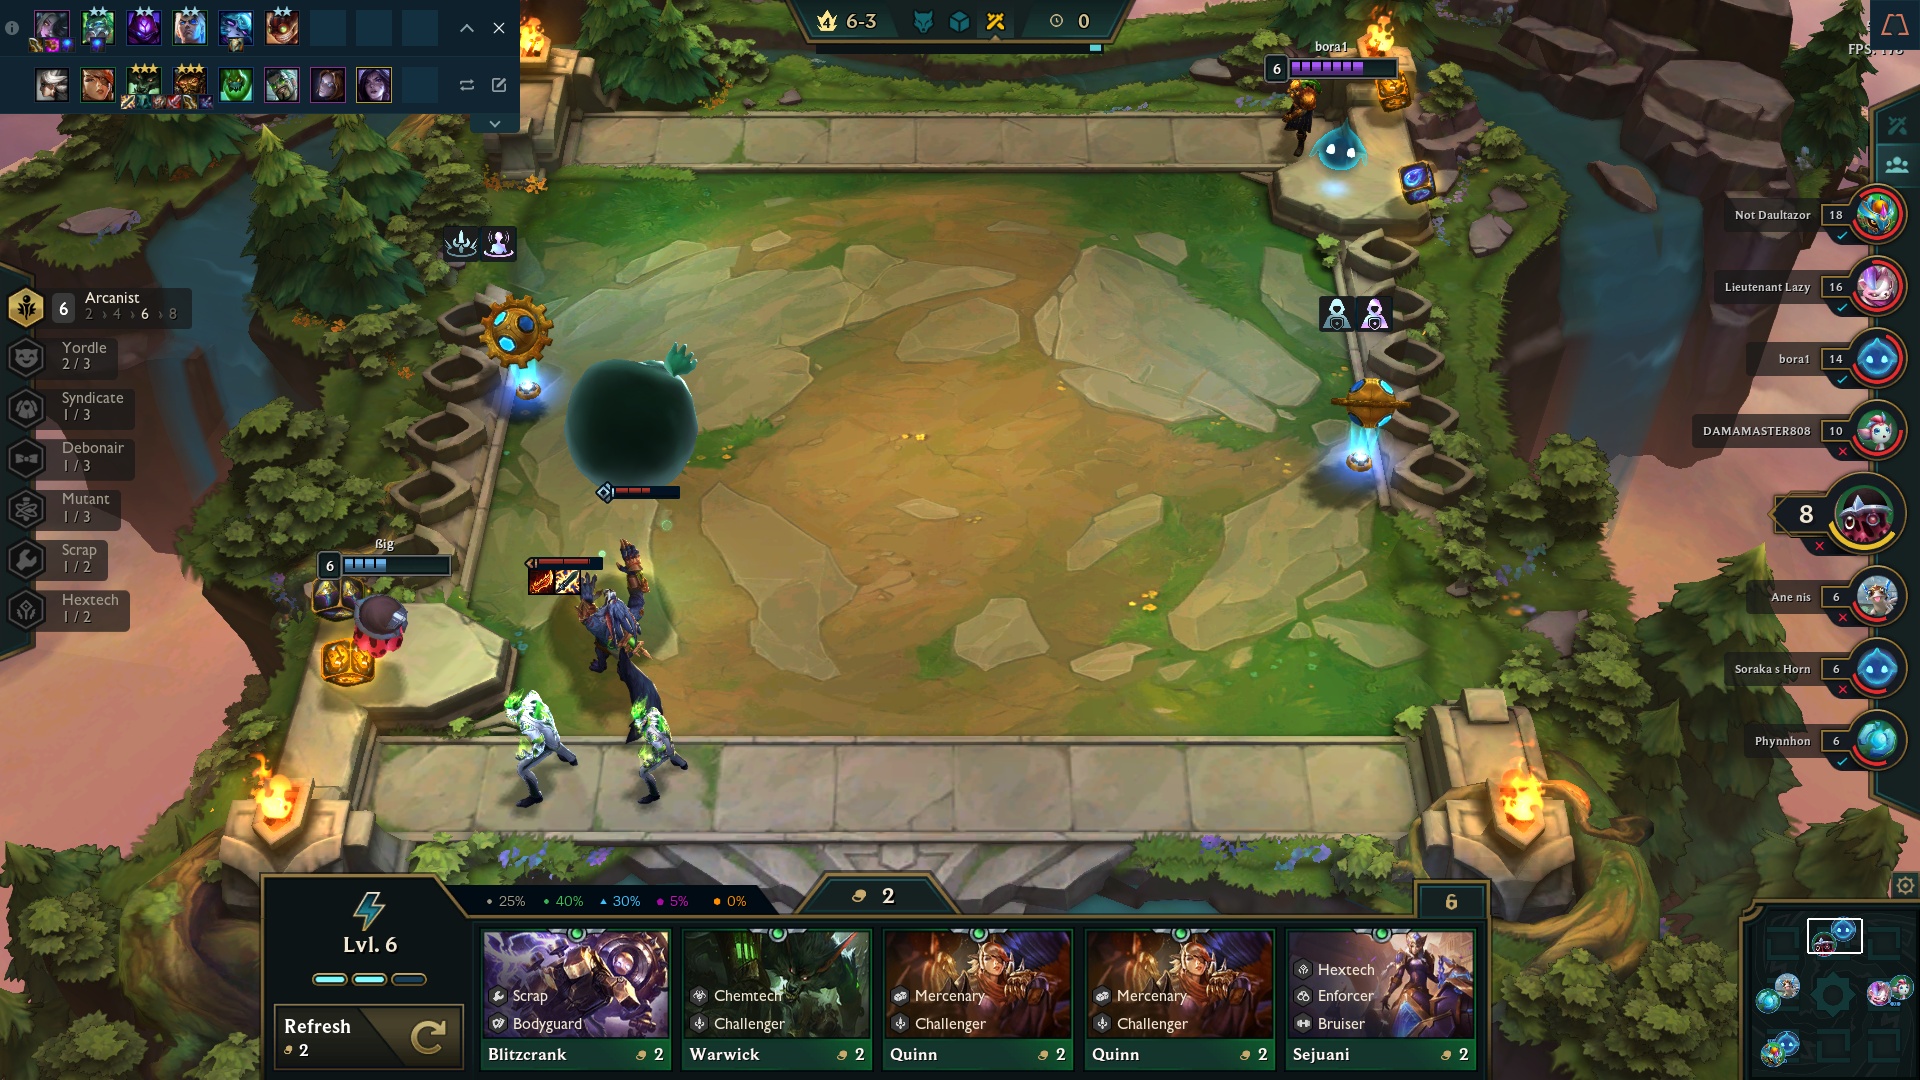 4 6-3
0
FPS: 178
bora1
6
6 Arcanist
2 › 4 › 6 › 8
Yordle
2 / 3
Syndicate
1 / 3
Debonair
1 / 3
Mutant
1 / 3
Scrap
1 / 2
Hextech
1 / 2
ßig
6
Not Daultazor 18
Lieutenant Lazy 16
bora1 14
DAMAMASTER808 10
8
Ane nis 6
Soraka s Horn 6
Phynnhon 6
25% 40% 30% 5% 0%
2
6
Lvl. 6
Refresh
2
Scrap
Bodyguard
Blitzcrank 2
Chemtech
Challenger
Warwick 2
Mercenary
Challenger
Quinn 2
Mercenary
Challenger
Quinn 2
Hextech
Enforcer
Bruiser
Sejuani 2